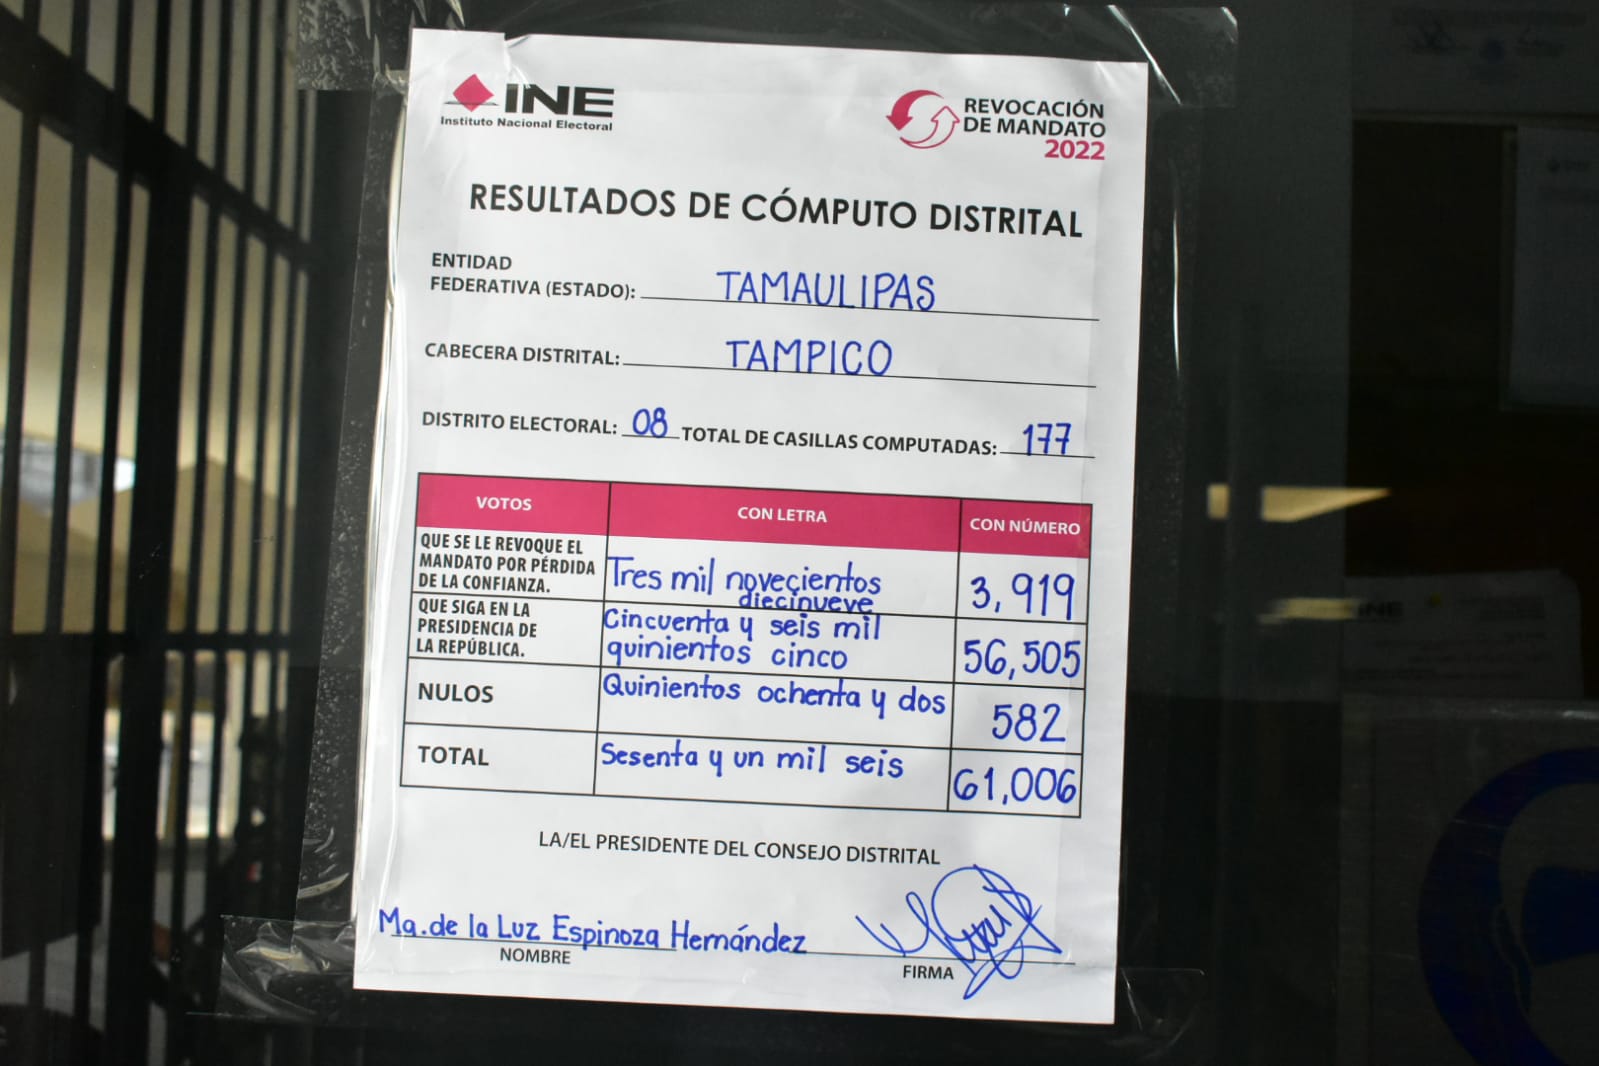 INE
Instituto Nacional Electoral
REVOCACIÓN
DE MANDATO
2022
RESULTADOS DE CÓMPUTO DISTRITAL
ENTIDAD
FEDERATIVA (ESTADO): TAMAULIPAS
CABECERA DISTRITAL: TAMPICO
DISTRITO ELECTORAL: 08 TOTAL DE CASILLAS COMPUTADAS: 177
VOTOS CON LETRA CON NÚMERO
QUE SE LE REVOQUE EL
MANDATO POR PÉRDIDA
DE LA CONFIANZA.
Tres mil novecientos
diecinueve
3,919
QUE SIGA EN LA
PRESIDENCIA DE
LA REPÚBLICA.
Cincuenta y seis mil
quinientos cinco
56,505
NULOS Quinientos ochenta y dos 582
TOTAL Sesenta y un mil seis 61,006
LA/EL PRESIDENTE DEL CONSEJO DISTRITAL
Ma. de la Luz Espinoza Hernández
NOMBRE FIRMA
INE